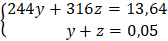 244y + 316z = 13,64
y + z = 0,05